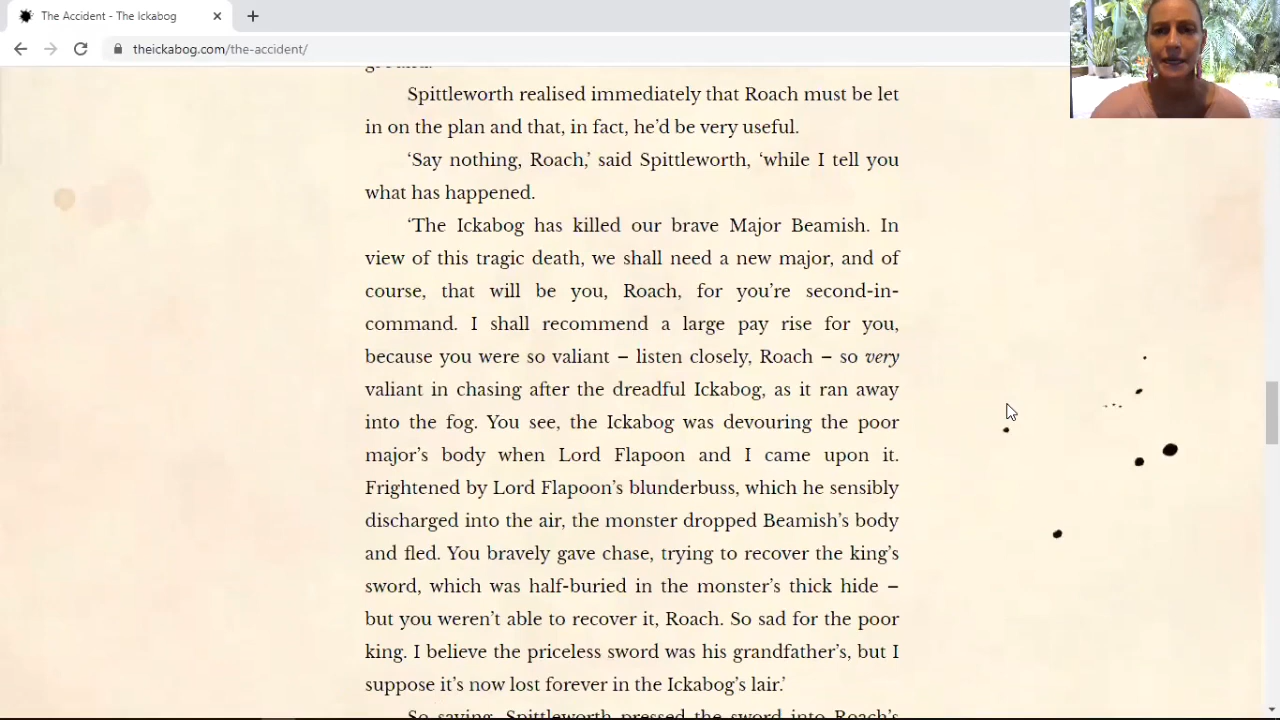 The Accident - The Ickabog
theickabog.com/the-accident/
Spittleworth realised immediately that Roach must be let
in on the plan and that, in fact, he’d be very useful.
‘Say nothing, Roach,’ said Spittleworth, ‘while I tell you
what has happened.
‘The Ickabog has killed our brave Major Beamish. In
view of this tragic death, we shall need a new major, and of
course, that will be you, Roach, for you’re second-in-
command. I shall recommend a large pay rise for you,
because you were so valiant – listen closely, Roach – so very
valiant in chasing after the dreadful Ickabog, as it ran away
into the fog. You see, the Ickabog was devouring the poor
major’s body when Lord Flapoon and I came upon it.
Frightened by Lord Flapoon’s blunderbuss, which he sensibly
discharged into the air, the monster dropped Beamish’s body
and fled. You bravely gave chase, trying to recover the king’s
sword, which was half-buried in the monster’s thick hide –
but you weren’t able to recover it, Roach. So sad for the poor
king. I believe the priceless sword was his grandfather’s, but I
suppose it’s now lost forever in the Ickabog’s lair.’
So saying, Spittleworth pressed the sword into Roach’s